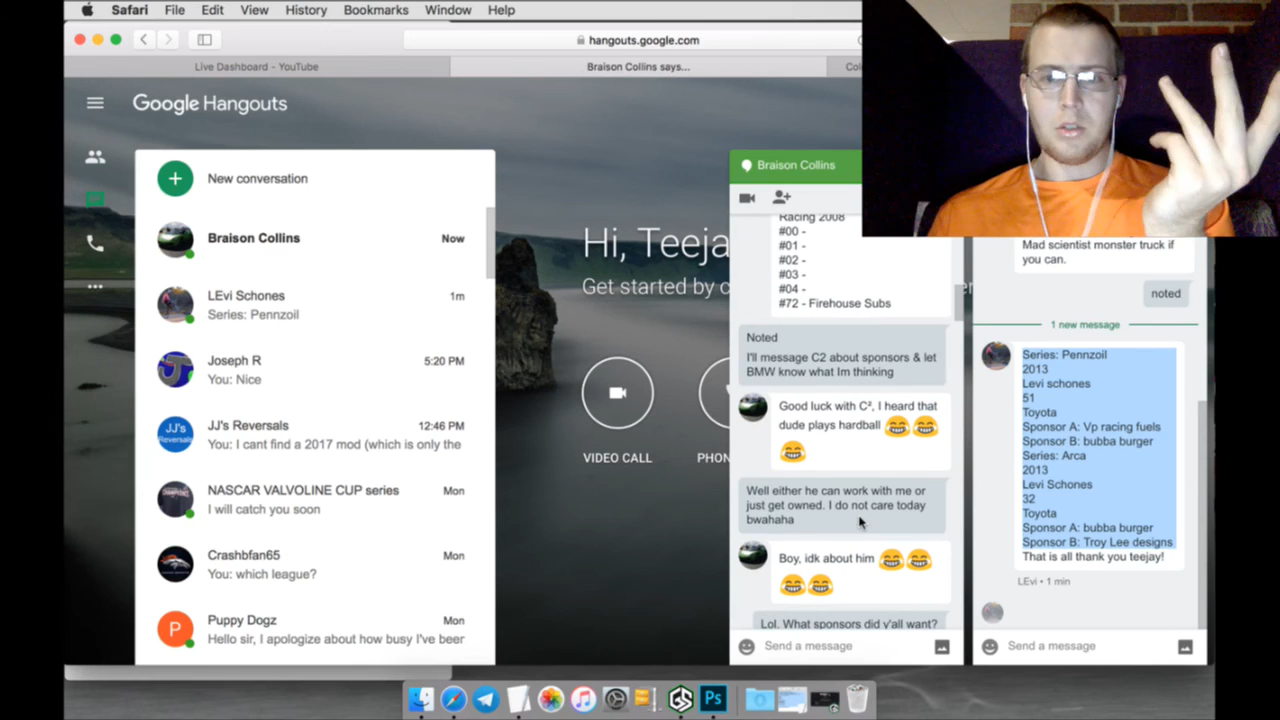 Safari File Edit View History Bookmarks Window Help
hangouts.google.com
Live Dashboard - YouTube
Braison Collins says...
Google Hangouts
New conversation
Braison Collins
Now
LEvi Schones
1m
Series: Pennzoil
Joseph R
5:20 PM
You: Nice
JJ's Reversals
JJ's Reversals
12:46 PM
You: I cant find a 2017 mod (which is only the
NASCAR VALVOLINE CUP series
Mon
I will catch you soon
Crashbfan65
Mon
You: which league?
P
Puppy Dogz
Mon
Hello sir, I apologize about how busy I've beer
Hi, Teeja
Get started by c
VIDEO CALL
PHON
Braison Collins
Racing 2008
#00 -
#01 -
#02 -
#03 -
#04 -
#72 - Firehouse Subs
Noted
I'll message C2 about sponsors & let
BMW know what Im thinking
Good luck with C², I heard that
dude plays hardball
Well either he can work with me or
just get owned. I do not care today
bwahaha
Boy, idk about him
Lol. What sponsors did y'all want?
Send a message
Mad scientist monster truck if
you can.
noted
1 new message
Series: Pennzoil
2013
Levi schones
51
Toyota
Sponsor A: Vp racing fuels
Sponsor B: bubba burger
Series: Arca
2013
Levi Schones
32
Toyota
Sponsor A: bubba burger
Sponsor B: Troy Lee designs
That is all thank you teejay!
LEvi • 1 min
Send a message
Ps